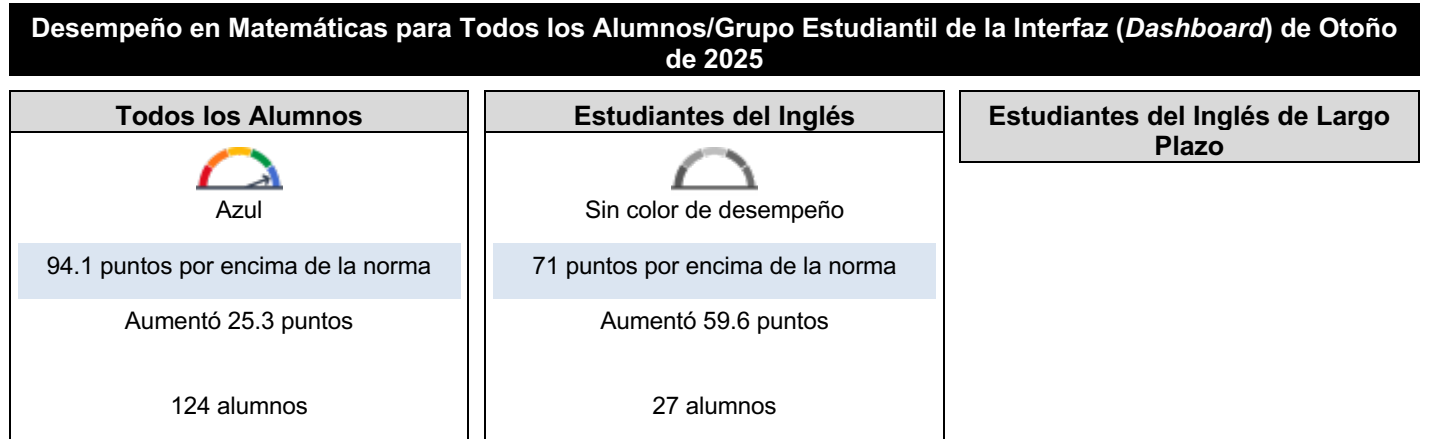 Desempeño en Matemáticas para Todos los Alumnos/Grupo Estudiantil de la Interfaz (Dashboard) de Otoño
de 2025
Todos los Alumnos
Azul
94.1 puntos por encima de la norma
Aumentó 25.3 puntos
124 alumnos
Estudiantes del Inglés
Sin color de desempeño
71 puntos por encima de la norma
Aumentó 59.6 puntos
27 alumnos
Estudiantes del Inglés de Largo
Plazo